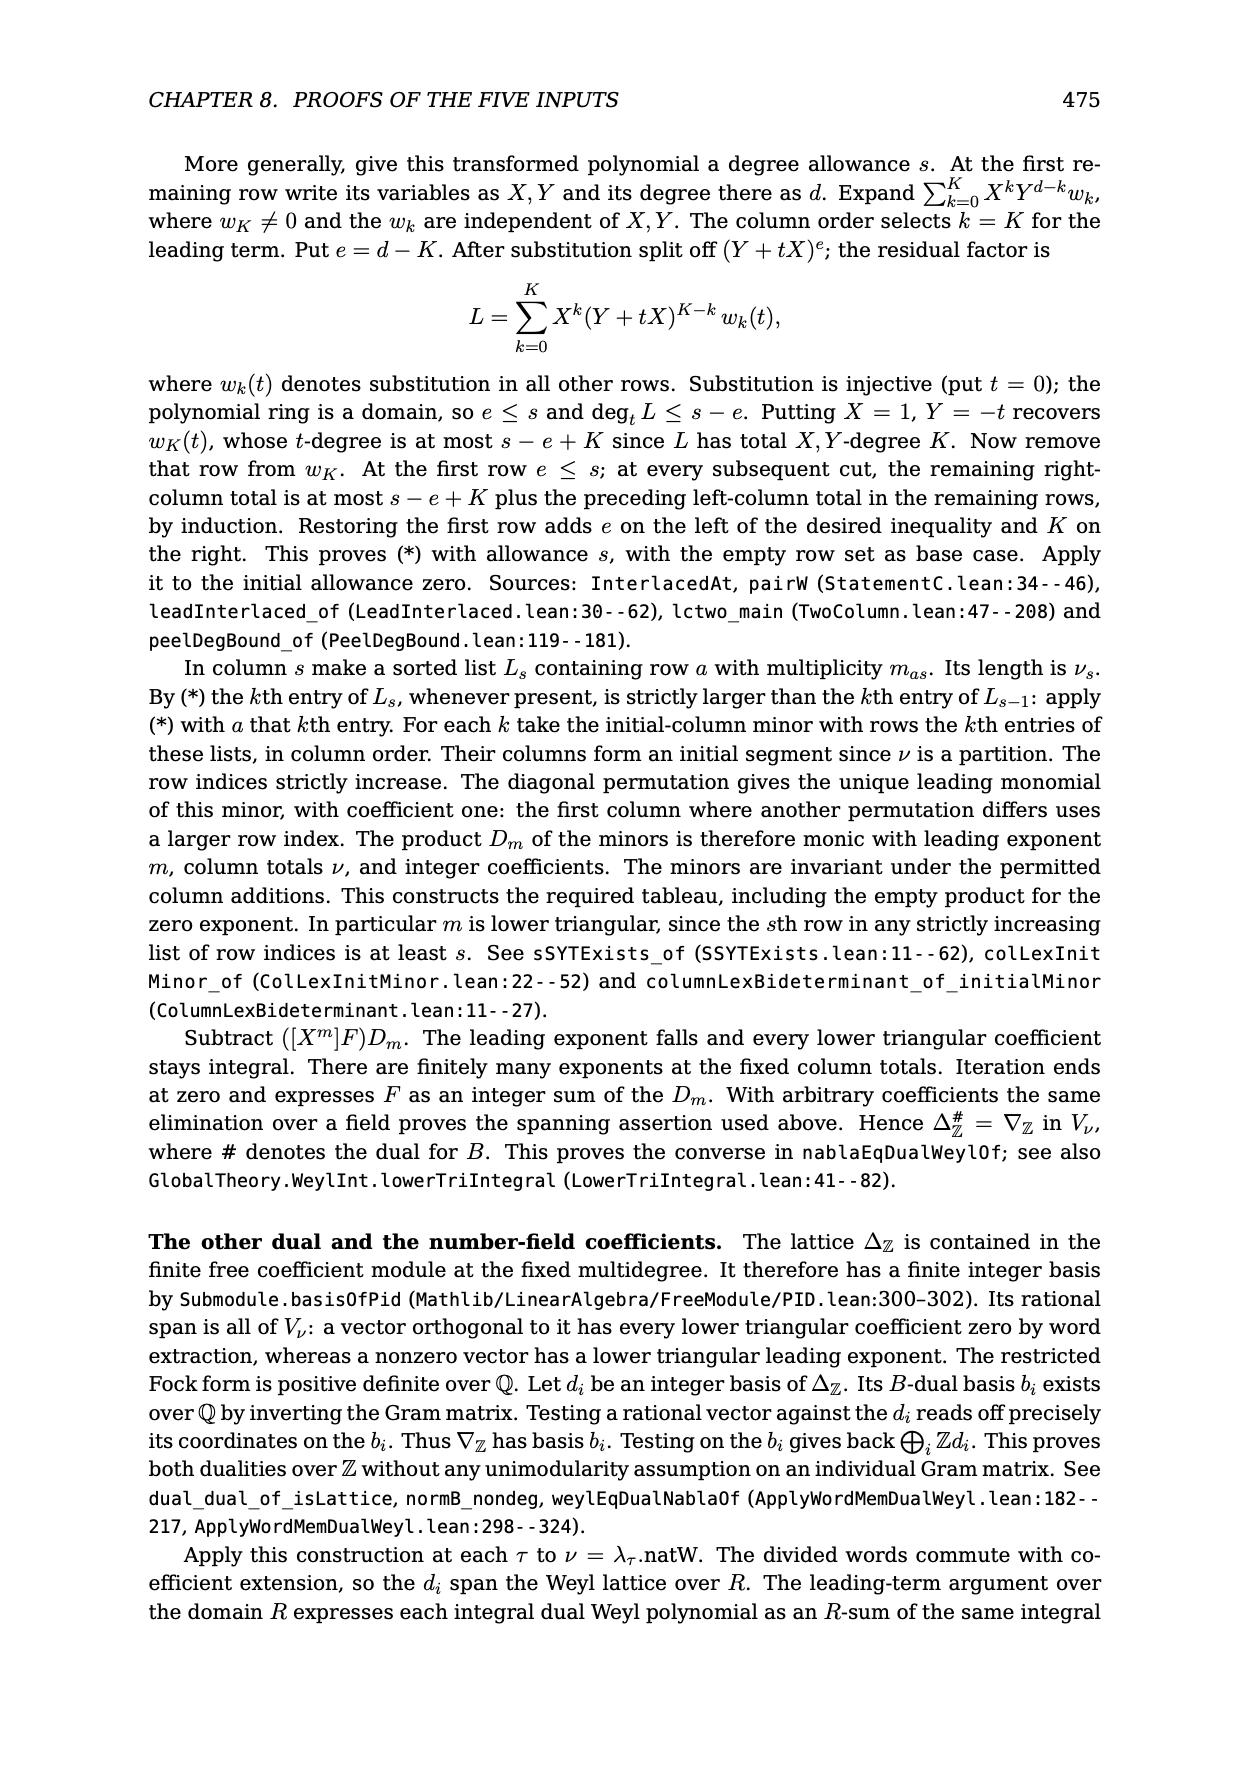 CHAPTER 8. PROOFS OF THE FIVE INPUTS 475
More generally, give this transformed polynomial a degree allowance s. At the first re-
maining row write its variables as X, Y and its degree there as d. Expand ∑_{k=0}^{K} X^k Y^{d−k} w_k,
where w_K ≠ 0 and the w_k are independent of X, Y. The column order selects k = K for the
leading term. Put e = d − K. After substitution split off (Y + tX)^e; the residual factor is
L = ∑_{k=0}^{K} X^k (Y + tX)^{K−k} w_k(t),
where w_k(t) denotes substitution in all other rows. Substitution is injective (put t = 0); the
polynomial ring is a domain, so e ≤ s and deg_t L ≤ s − e. Putting X = 1, Y = −t recovers
w_K(t), whose t-degree is at most s − e + K since L has total X, Y-degree K. Now remove
that row from w_K. At the first row e ≤ s; at every subsequent cut, the remaining right-
column total is at most s − e + K plus the preceding left-column total in the remaining rows,
by induction. Restoring the first row adds e on the left of the desired inequality and K on
the right. This proves (*) with allowance s, with the empty row set as base case. Apply
it to the initial allowance zero. Sources: InterlacedAt, pairW (StatementC.lean:34--46),
leadInterlaced_of (LeadInterlaced.lean:30--62), lctwo_main (TwoColumn.lean:47--208) and
peelDegBound_of (PeelDegBound.lean:119--181).
In column s make a sorted list L_s containing row a with multiplicity m_{as}. Its length is ν_s.
By (*) the kth entry of L_s, whenever present, is strictly larger than the kth entry of L_{s−1}: apply
(*) with a that kth entry. For each k take the initial-column minor with rows the kth entries of
these lists, in column order. Their columns form an initial segment since ν is a partition. The
row indices strictly increase. The diagonal permutation gives the unique leading monomial
of this minor, with coefficient one: the first column where another permutation differs uses
a larger row index. The product D_m of the minors is therefore monic with leading exponent
m, column totals ν, and integer coefficients. The minors are invariant under the permitted
column additions. This constructs the required tableau, including the empty product for the
zero exponent. In particular m is lower triangular, since the sth row in any strictly increasing
list of row indices is at least s. See sSYTExists_of (SSYTExists.lean:11--62), colLexInit
Minor_of (ColLexInitMinor.lean:22--52) and columnLexBideterminant_of_initialMinor
(ColumnLexBideterminant.lean:11--27).
Subtract ([X^m]F)D_m. The leading exponent falls and every lower triangular coefficient
stays integral. There are finitely many exponents at the fixed column totals. Iteration ends
at zero and expresses F as an integer sum of the D_m. With arbitrary coefficients the same
elimination over a field proves the spanning assertion used above. Hence Δ_ℤ^# = ∇_ℤ in V_ν,
where # denotes the dual for B. This proves the converse in nablaEqDualWeylOf; see also
GlobalTheory.WeylInt.lowerTriIntegral (LowerTriIntegral.lean:41--82).
The other dual and the number-field coefficients. The lattice Δ_ℤ is contained in the
finite free coefficient module at the fixed multidegree. It therefore has a finite integer basis
by Submodule.basisOfPid (Mathlib/LinearAlgebra/FreeModule/PID.lean:300–302). Its rational
span is all of V_ν: a vector orthogonal to it has every lower triangular coefficient zero by word
extraction, whereas a nonzero vector has a lower triangular leading exponent. The restricted
Fock form is positive definite over ℚ. Let d_i be an integer basis of Δ_ℤ. Its B-dual basis b_i exists
over ℚ by inverting the Gram matrix. Testing a rational vector against the d_i reads off precisely
its coordinates on the b_i. Thus ∇_ℤ has basis b_i. Testing on the b_i gives back ⨁_i ℤd_i. This proves
both dualities over ℤ without any unimodularity assumption on an individual Gram matrix. See
dual_dual_of_isLattice, normB_nondeg, weylEqDualNablaOf (ApplyWordMemDualWeyl.lean:182--
217, ApplyWordMemDualWeyl.lean:298--324).
Apply this construction at each τ to ν = λ_τ.natW. The divided words commute with co-
efficient extension, so the d_i span the Weyl lattice over R. The leading-term argument over
the domain R expresses each integral dual Weyl polynomial as an R-sum of the same integral